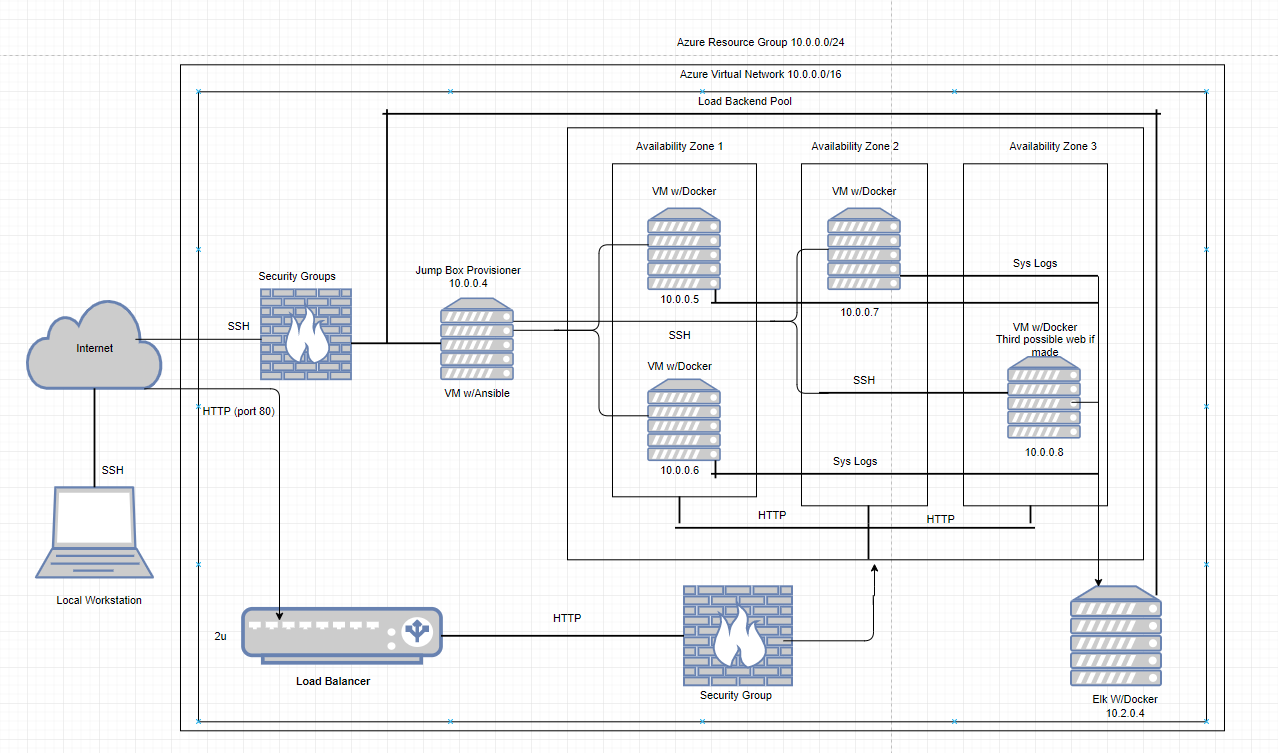 Azure Resource Group 10.0.0.0/24
Azure Virtual Network 10.0.0.0/16
Load Backend Pool
Availability Zone 1
Availability Zone 2
Availability Zone 3
VM w/Docker
VM w/Docker
Sys Logs
Security Groups
Jump Box Provisioner
10.0.0.4
10.0.0.5
10.0.0.7
SSH
SSH
VM w/Docker
Third possible web if
made
Internet
VM w/Docker
SSH
VM w/Ansible
HTTP (port 80)
10.0.0.8
Sys Logs
10.0.0.6
SSH
HTTP
HTTP
Local Workstation
HTTP
2u
Load Balancer
Security Group
Elk W/Docker
10.2.0.4